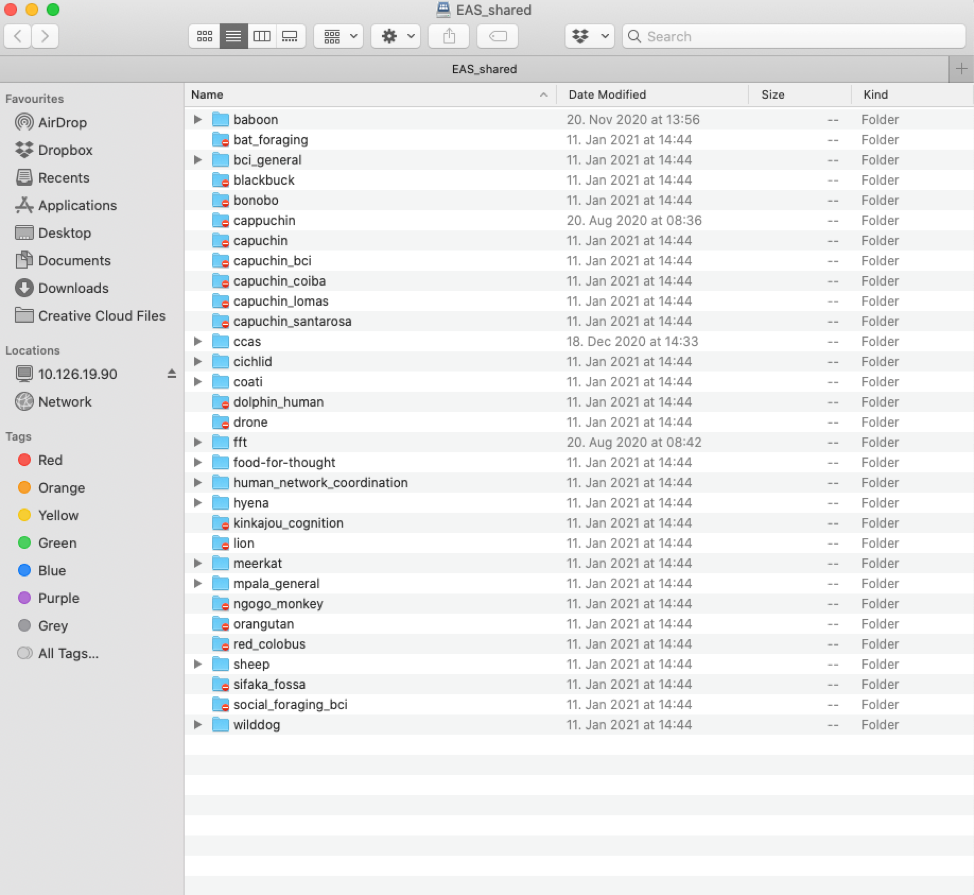 EAS_shared
Search
EAS_shared
Favourites
AirDrop
Dropbox
Recents
Applications
Desktop
Documents
Downloads
Creative Cloud Files
Locations
10.126.19.90
Network
Tags
Red
Orange
Yellow
Green
Blue
Purple
Grey
All Tags...
Name Date Modified Size Kind
baboon 20. Nov 2020 at 13:56 -- Folder
bat_foraging 11. Jan 2021 at 14:44 -- Folder
bci_general 11. Jan 2021 at 14:44 -- Folder
blackbuck 11. Jan 2021 at 14:44 -- Folder
bonobo 11. Jan 2021 at 14:44 -- Folder
cappuchin 20. Aug 2020 at 08:36 -- Folder
capuchin 11. Jan 2021 at 14:44 -- Folder
capuchin_bci 11. Jan 2021 at 14:44 -- Folder
capuchin_coiba 11. Jan 2021 at 14:44 -- Folder
capuchin_lomas 11. Jan 2021 at 14:44 -- Folder
capuchin_santarosa 11. Jan 2021 at 14:44 -- Folder
ccas 18. Dec 2020 at 14:33 -- Folder
cichlid 11. Jan 2021 at 14:44 -- Folder
coati 11. Jan 2021 at 14:44 -- Folder
dolphin_human 11. Jan 2021 at 14:44 -- Folder
drone 11. Jan 2021 at 14:44 -- Folder
fft 20. Aug 2020 at 08:42 -- Folder
food-for-thought 11. Jan 2021 at 14:44 -- Folder
human_network_coordination 11. Jan 2021 at 14:44 -- Folder
hyena 11. Jan 2021 at 14:44 -- Folder
kinkajou_cognition 11. Jan 2021 at 14:44 -- Folder
lion 11. Jan 2021 at 14:44 -- Folder
meerkat 11. Jan 2021 at 14:44 -- Folder
mpala_general 11. Jan 2021 at 14:44 -- Folder
ngogo_monkey 11. Jan 2021 at 14:44 -- Folder
orangutan 11. Jan 2021 at 14:44 -- Folder
red_colobus 11. Jan 2021 at 14:44 -- Folder
sheep 11. Jan 2021 at 14:44 -- Folder
sifaka_fossa 11. Jan 2021 at 14:44 -- Folder
social_foraging_bci 11. Jan 2021 at 14:44 -- Folder
wilddog 11. Jan 2021 at 14:44 -- Folder